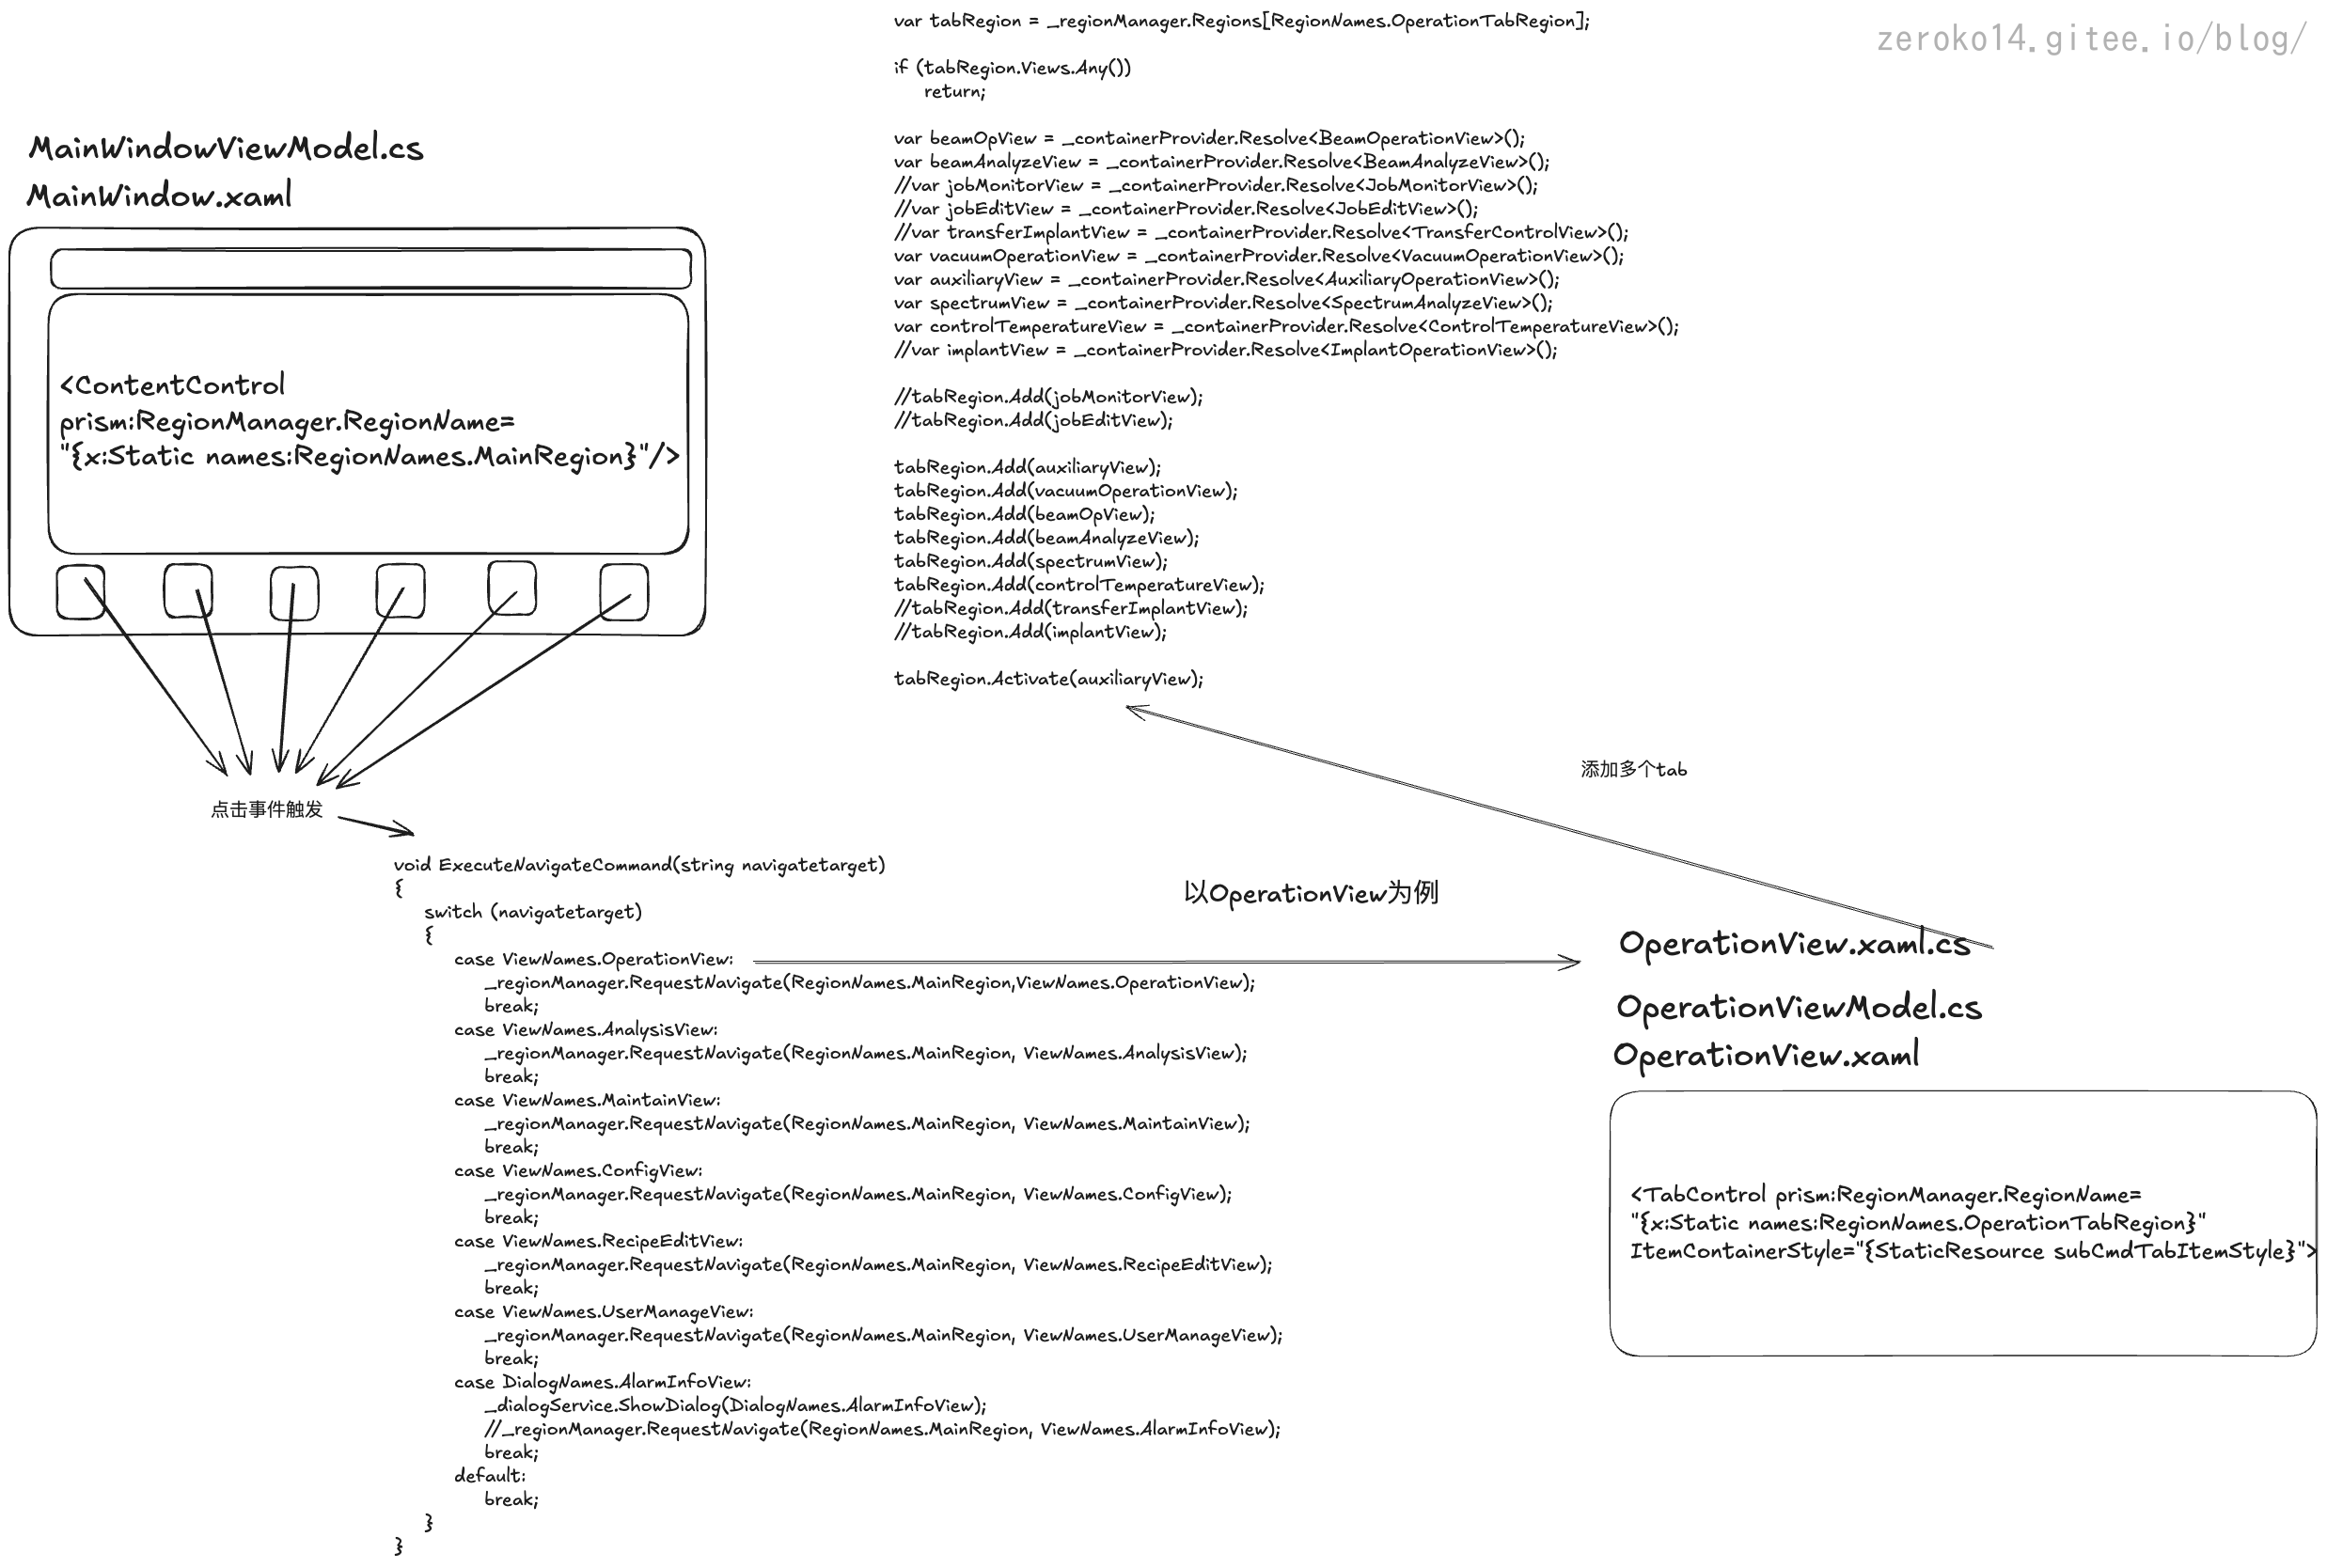 var tabRegion = _regionManager.Regions[RegionNames.OperationTabRegion];
if (tabRegion.Views.Any())
return;
var beamOpView = _containerProvider.Resolve<BeamOperationView>();
var beamAnalyzeView = _containerProvider.Resolve<BeamAnalyzeView>();
//var jobMonitorView = _containerProvider.Resolve<JobMonitorView>();
//var jobEditView = _containerProvider.Resolve<JobEditView>();
//var transferImplantView = _containerProvider.Resolve<TransferControlView>();
var vacuumOperationView = _containerProvider.Resolve<VacuumOperationView>();
var auxiliaryView = _containerProvider.Resolve<AuxiliaryOperationView>();
var spectrumView = _containerProvider.Resolve<SpectrumAnalyzeView>();
var controlTemperatureView = _containerProvider.Resolve<ControlTemperatureView>();
//var implantView = _containerProvider.Resolve<ImplantOperationView>();
//tabRegion.Add(jobMonitorView);
//tabRegion.Add(jobEditView);
tabRegion.Add(auxiliaryView);
tabRegion.Add(vacuumOperationView);
tabRegion.Add(beamOpView);
tabRegion.Add(beamAnalyzeView);
tabRegion.Add(spectrumView);
tabRegion.Add(controlTemperatureView);
//tabRegion.Add(transferImplantView);
//tabRegion.Add(implantView);
tabRegion.Activate(auxiliaryView);
zeroko14.gitee.io/blog/
MainWindowViewModel.cs
MainWindow.xaml
<ContentControl
prism:RegionManager.RegionName=
"{x:Static names:RegionNames.MainRegion}"/>
点击事件触发
添加多个tab
void ExecuteNavigateCommand(string navigatetarget)
{
switch (navigatetarget)
{
case ViewNames.OperationView:
_regionManager.RequestNavigate(RegionNames.MainRegion,ViewNames.OperationView);
break;
case ViewNames.AnalysisView:
_regionManager.RequestNavigate(RegionNames.MainRegion, ViewNames.AnalysisView);
break;
case ViewNames.MaintainView:
_regionManager.RequestNavigate(RegionNames.MainRegion, ViewNames.MaintainView);
break;
case ViewNames.ConfigView:
_regionManager.RequestNavigate(RegionNames.MainRegion, ViewNames.ConfigView);
break;
case ViewNames.RecipeEditView:
_regionManager.RequestNavigate(RegionNames.MainRegion, ViewNames.RecipeEditView);
break;
case ViewNames.UserManageView:
_regionManager.RequestNavigate(RegionNames.MainRegion, ViewNames.UserManageView);
break;
case DialogNames.AlarmInfoView:
_dialogService.ShowDialog(DialogNames.AlarmInfoView);
//_regionManager.RequestNavigate(RegionNames.MainRegion, ViewNames.AlarmInfoView);
break;
default:
break;
}
}
以OperationView为例
OperationView.xaml.cs
OperationViewModel.cs
OperationView.xaml
<TabControl prism:RegionManager.RegionName=
"{x:Static names:RegionNames.OperationTabRegion}"
ItemContainerStyle="{StaticResource subCmdTabItemStyle}">